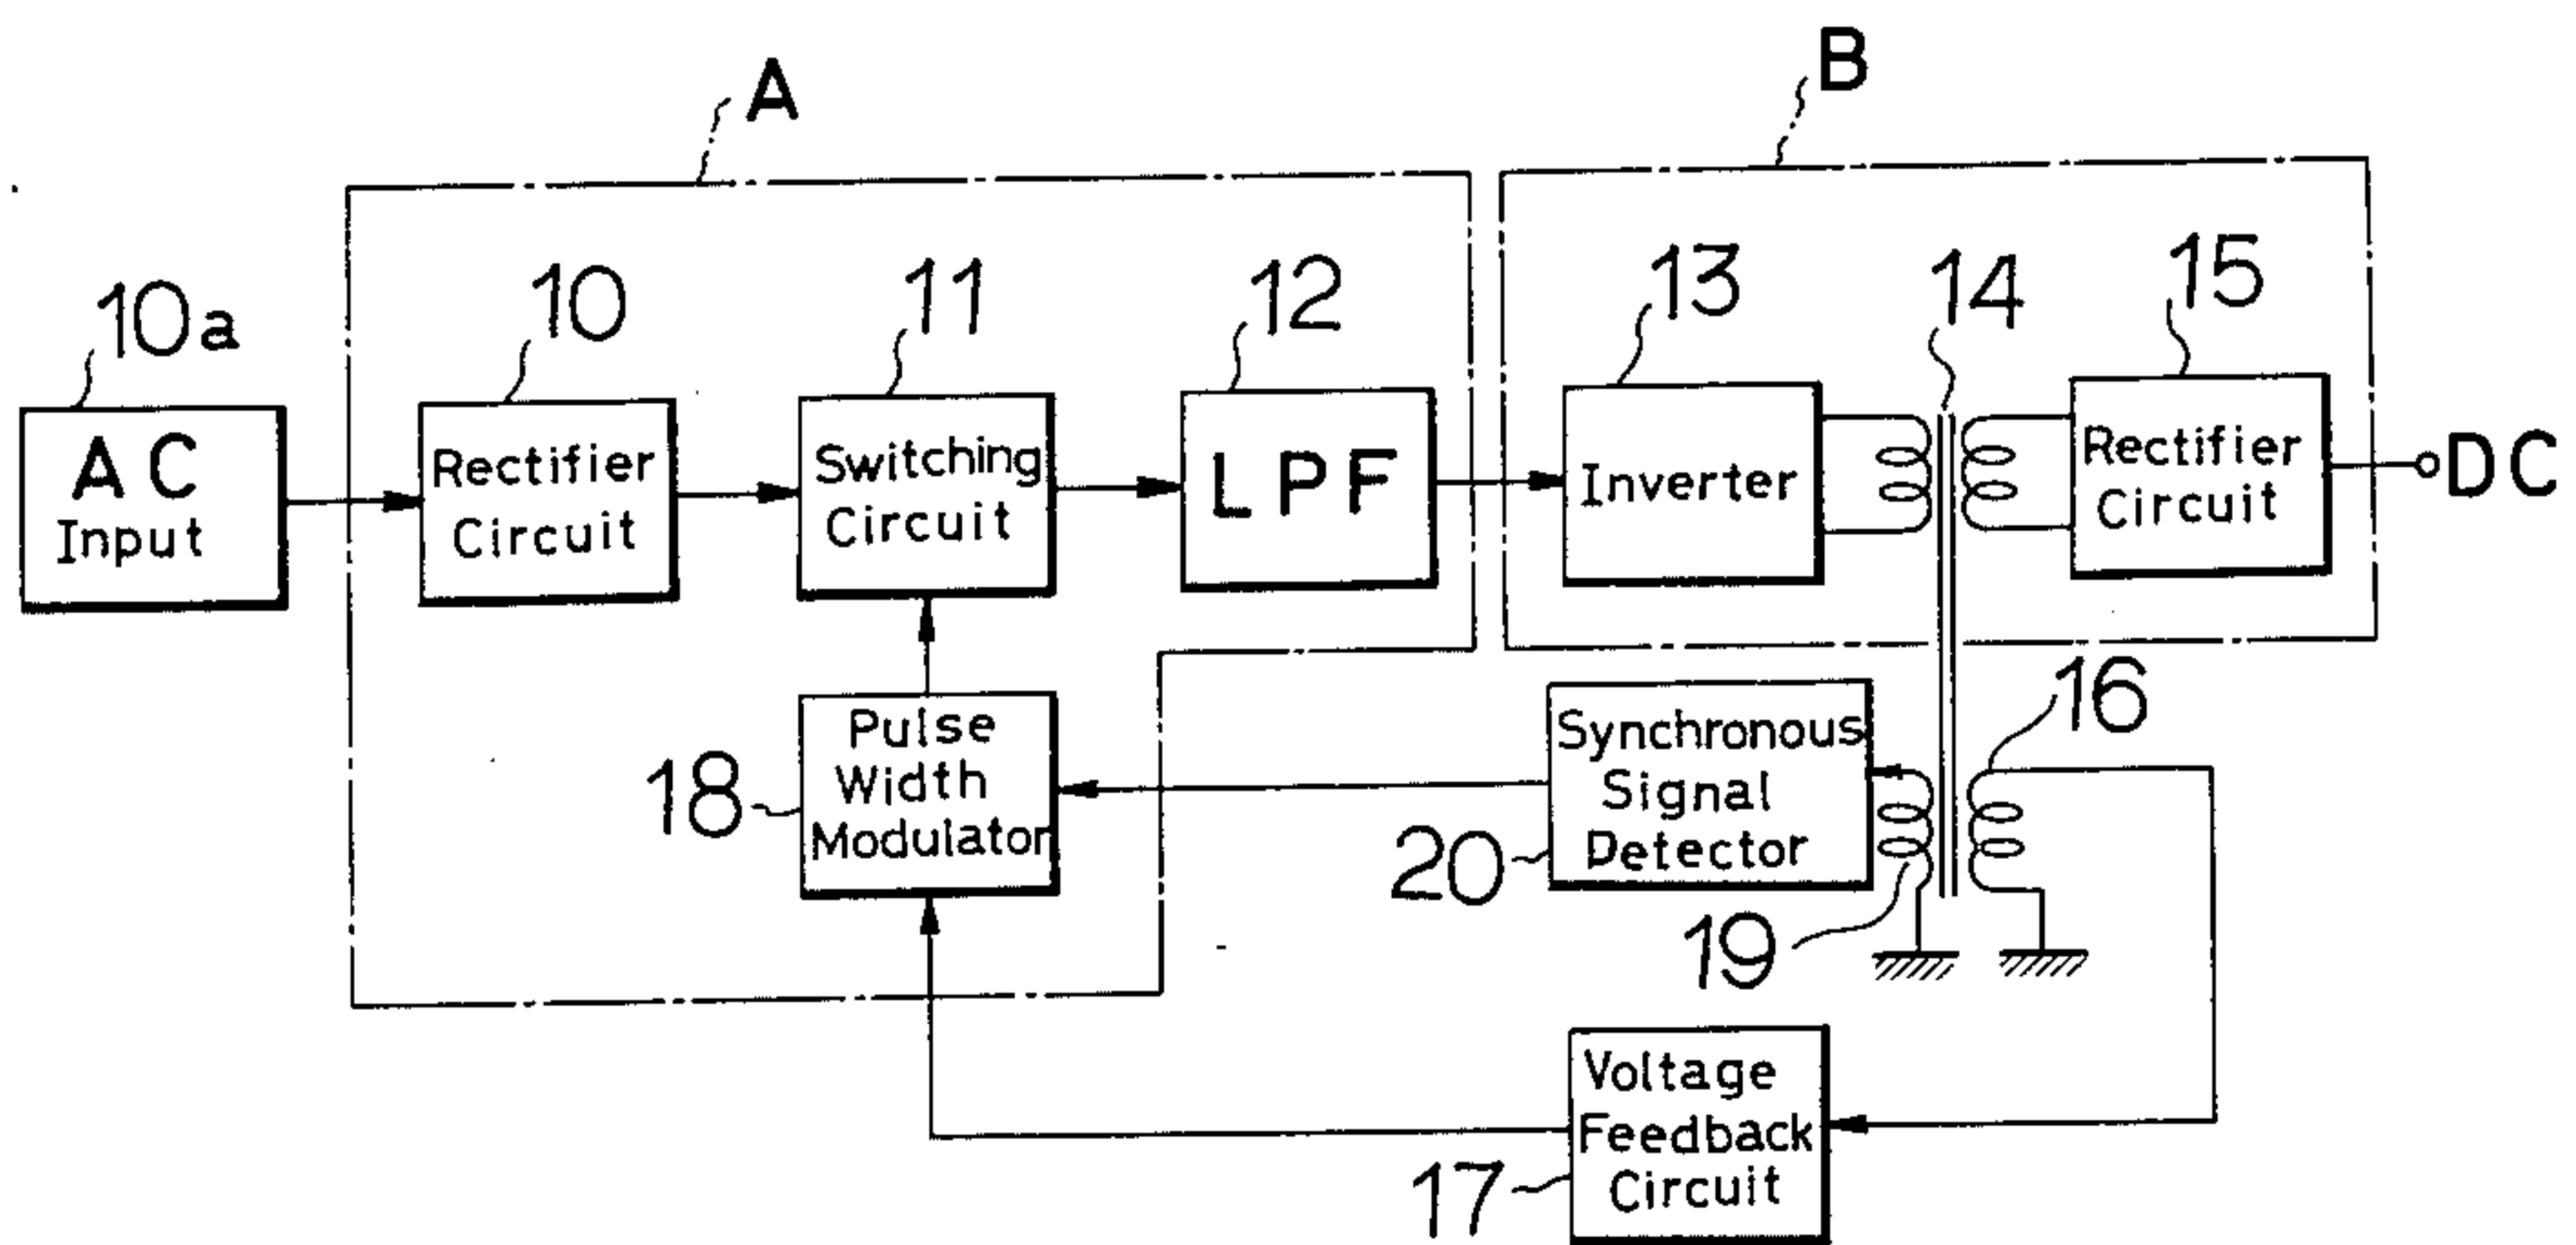 A
B
10a
10
11
12
13
14
15
AC
Input
Rectifier
Circuit
Switching
Circuit
LPF
Inverter
Rectifier
Circuit
DC
18
Pulse
Width
Modulator
20
Synchronous
Signal
Detector
16
19
17
Voltage
Feedback
Circuit